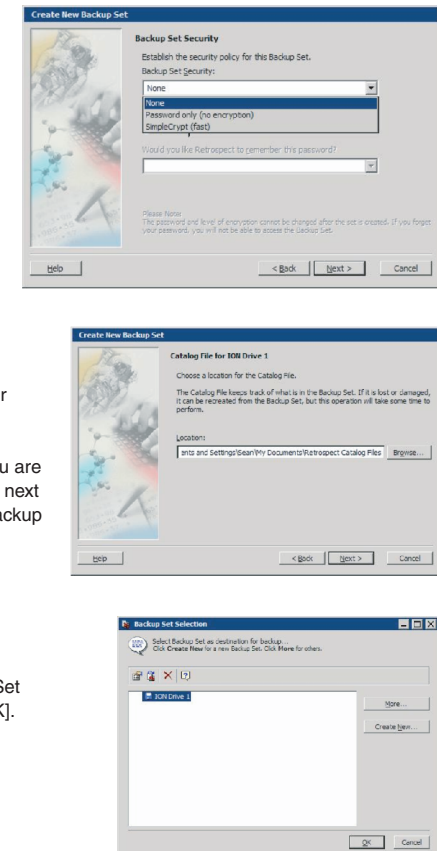 Create New Backup Set
Backup Set Security
Establish the security policy for this Backup Set.
Backup Set Security:
None
None
Password only (no encryption)
SimpleCrypt (fast)
Would you like Retrospect to remember this password?
Please Note:
The password and level of encryption cannot be changed after the set is created. If you forget
your password, you will not be able to access the Backup Set.
Help
< Back
Next >
Cancel
r
u are
next
ackup
Create New Backup Set
Catalog File for ION Drive 1
Choose a location for the Catalog File.
The Catalog File keeps track of what is in the Backup Set. If it is lost or damaged,
it can be recreated from the Backup Set, but this operation will take some time to
perform.
Location:
ents and Settings\Sean\My Documents\Retrospect Catalog Files
Browse...
Help
< Back
Next >
Cancel
Set
K].
Backup Set Selection
Select Backup Set as destination for backup...
Click Create New for a new Backup Set. Click More for others.
ION Drive 1
More...
Create New...
OK
Cancel